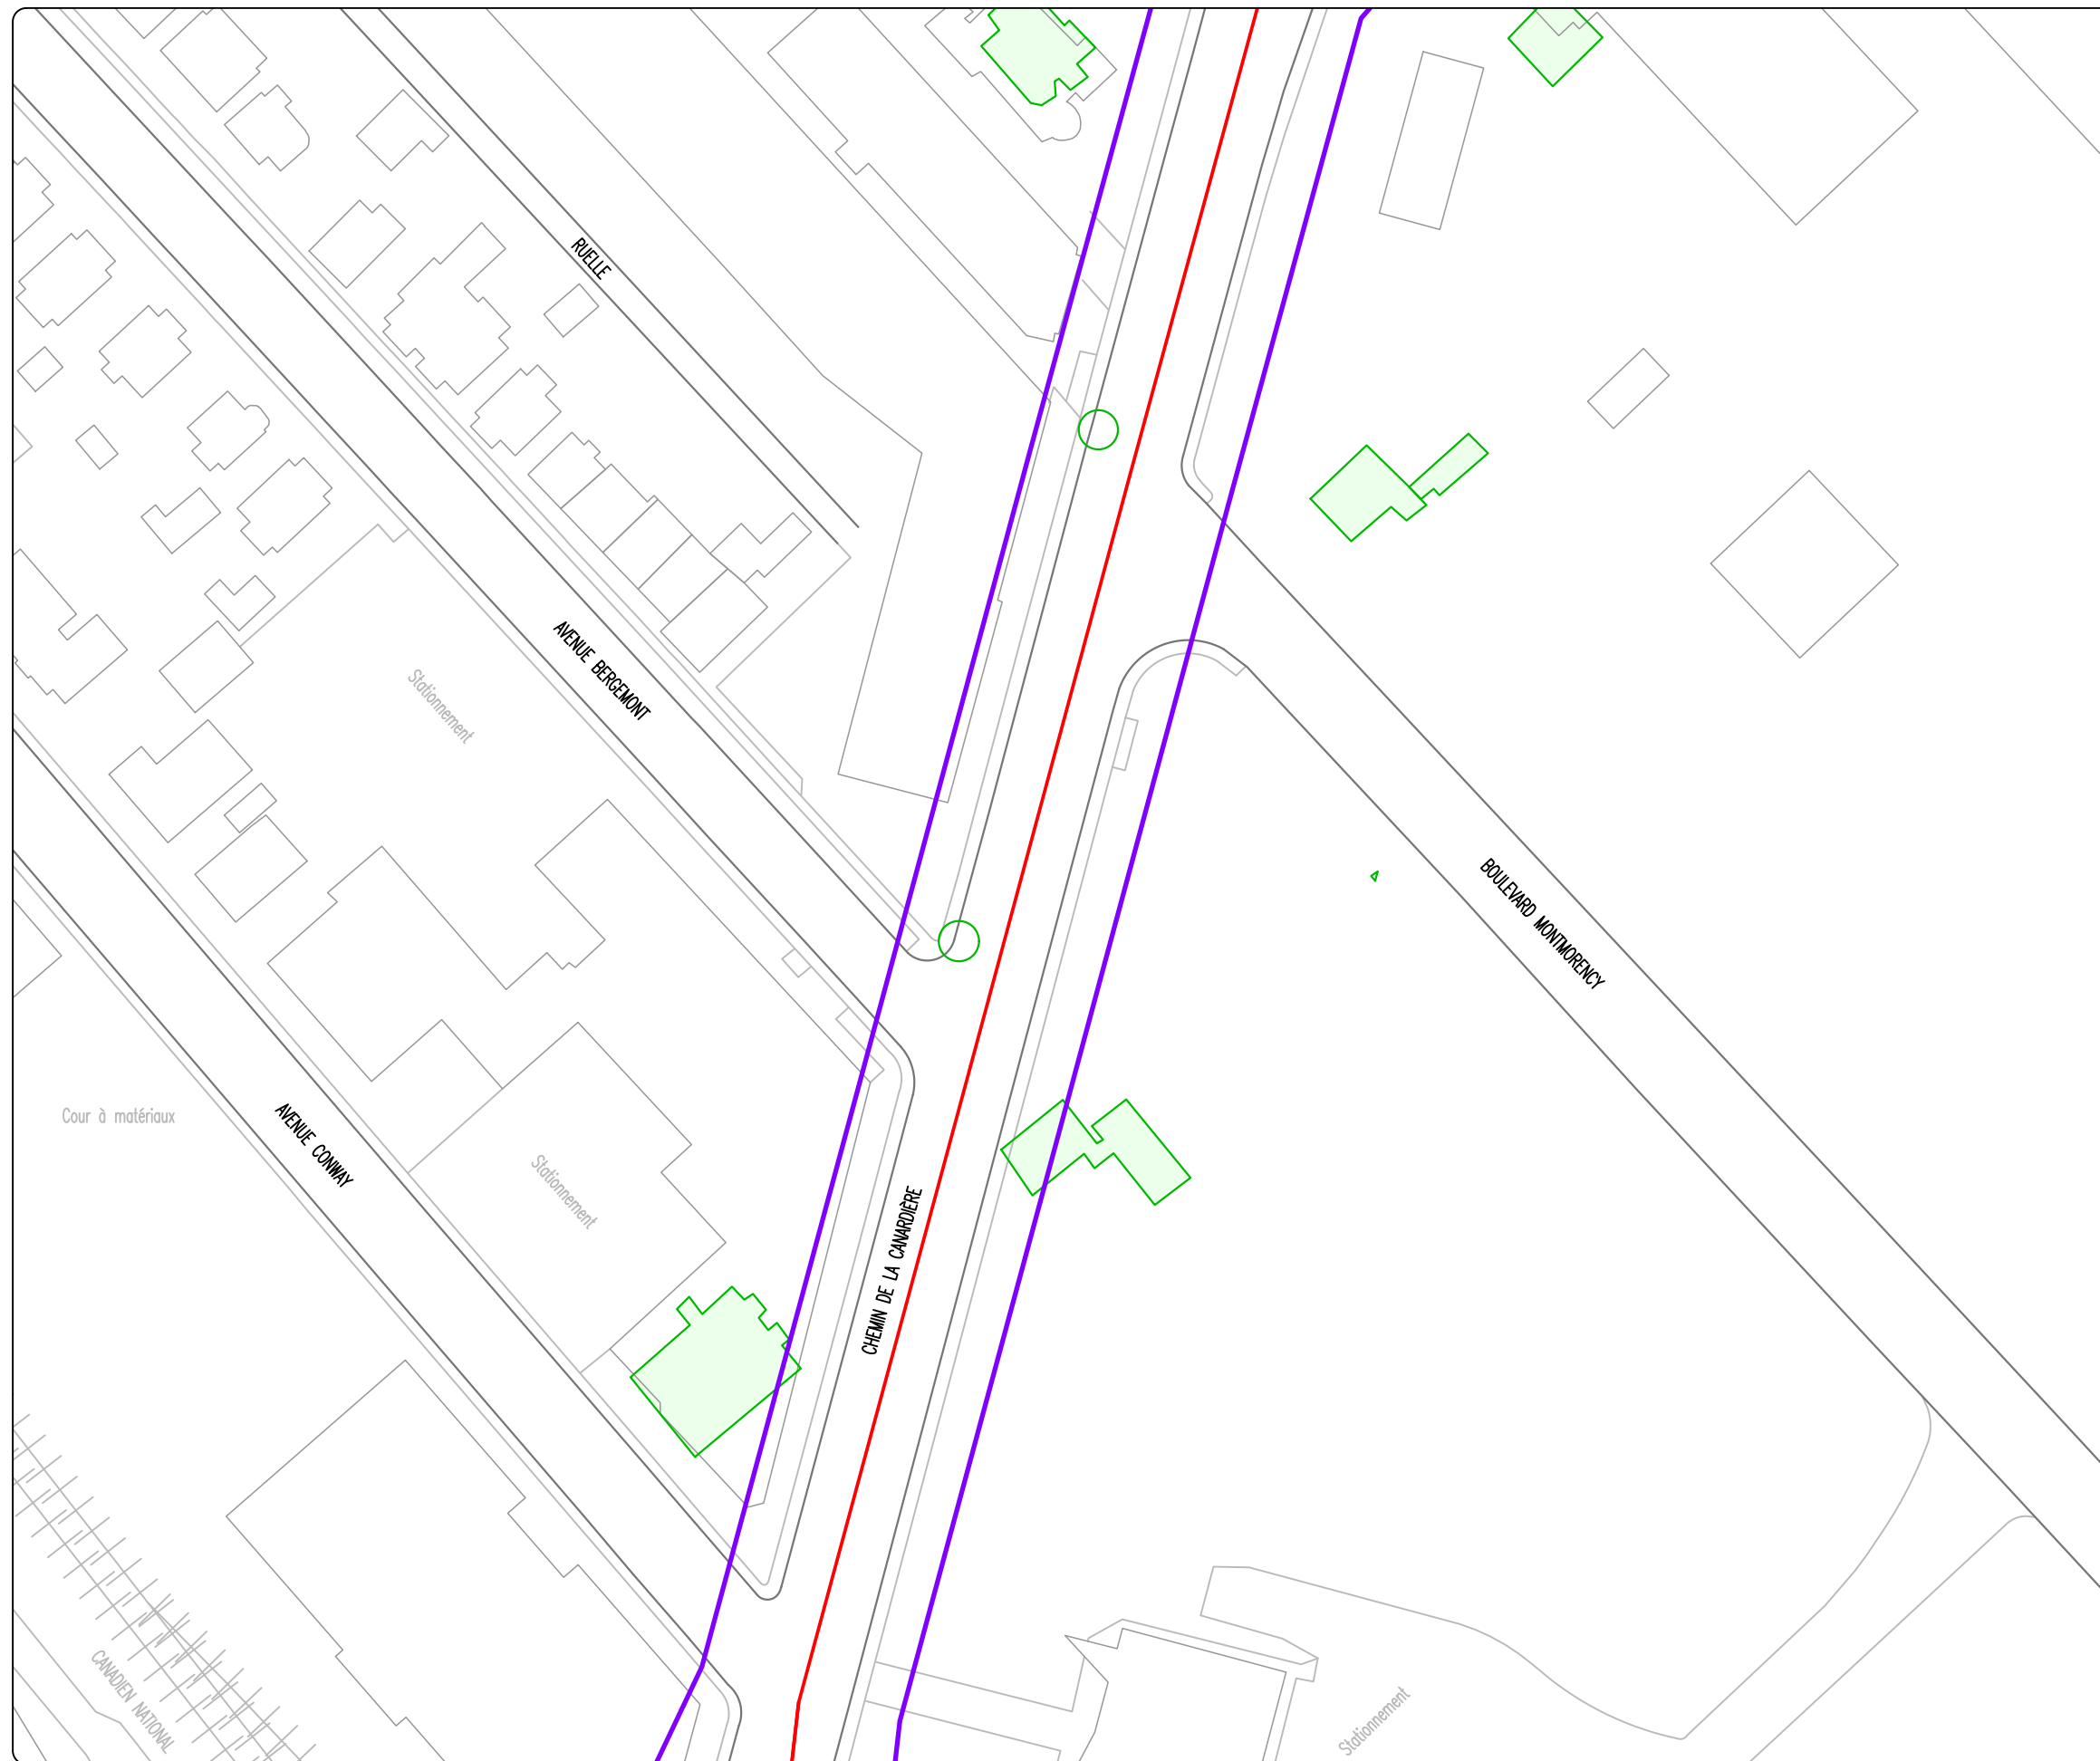 RUELLE
AVENUE BERGEMONT
Stationnement
BOULEVARD MONTMORENCY
Cour à matériaux
AVENUE CONWAY
Stationnement
CHEMIN DE LA CANARDIÈRE
CANADIEN NATIONAL
Stationnement